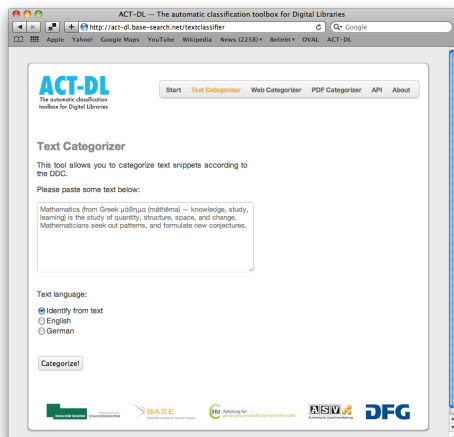 ACT-DL — The automatic classification toolbox for Digital Libraries
http://act-dl.base-search.net/textclassifier
Google
Apple Yahoo! Google Maps YouTube Wikipedia News (2258) Beliebt OVAL ACT-DL
ACT-DL
The automatic classification
toolbox for Digital Libraries
Start Text Categorizer Web Categorizer PDF Categorizer API About
Text Categorizer
This tool allows you to categorize text snippets according to
the DDC.
Please paste some text below:
Mathematics (from Greek μάθημα (máthēma) — knowledge, study,
learning) is the study of quantity, structure, space, and change.
Mathematicians seek out patterns, and formulate new conjectures.
Text language:
Identify from text
English
German
Categorize!
BASE
HU Abteilung für
geisteswissenschaftliche Fachinformatik
ASV
DFG